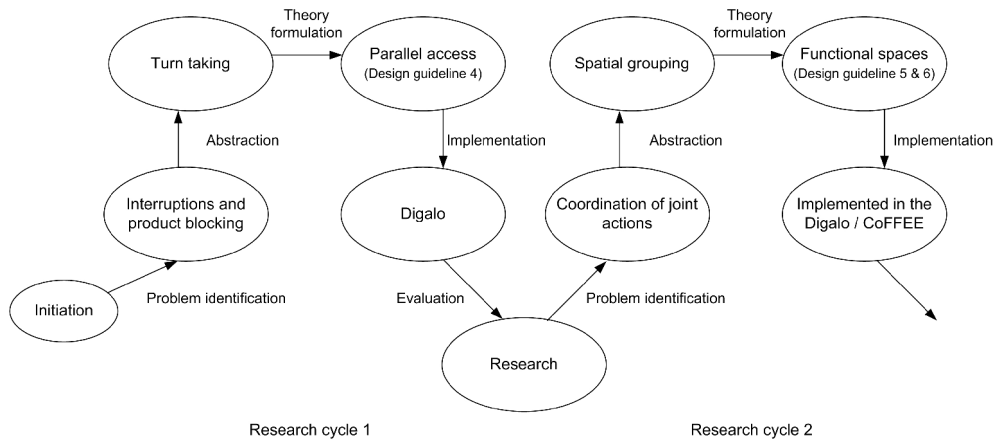 Theory
formulation
Turn taking
Parallel access
(Design guideline 4)
Abstraction
Implementation
Interruptions and
product blocking
Digalo
Initiation
Problem identification
Evaluation
Research
Research cycle 1
Theory
formulation
Spatial grouping
Functional spaces
(Design guideline 5 & 6)
Abstraction
Implementation
Coordination of joint
actions
Implemented in the
Digalo / CoFFEE
Problem identification
Research cycle 2